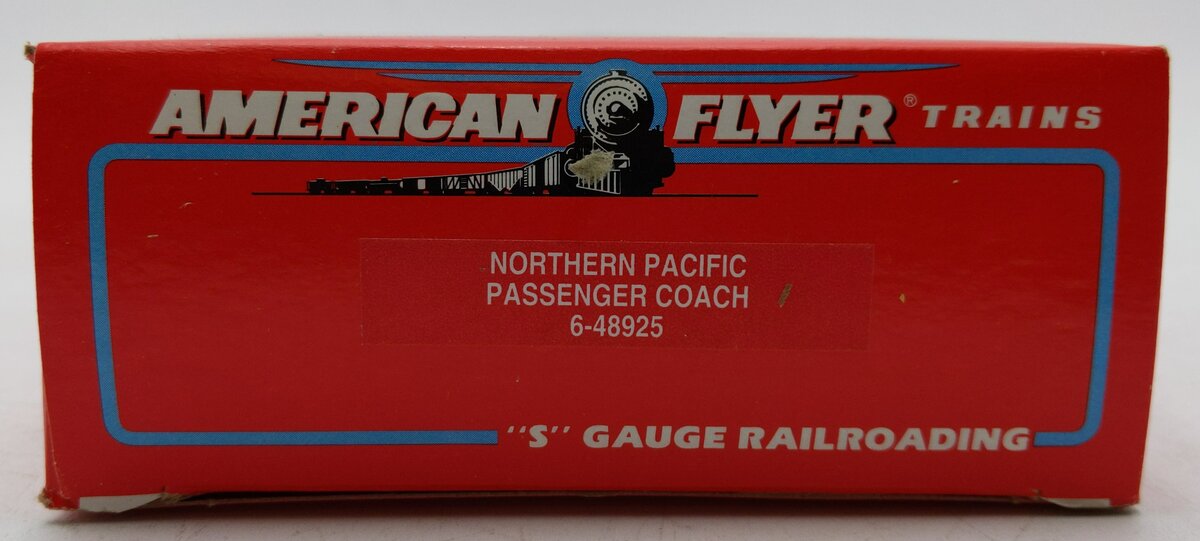 AMERICAN FLYER® TRAINS
NORTHERN PACIFIC
PASSENGER COACH
6-48925
"S" GAUGE RAILROADING